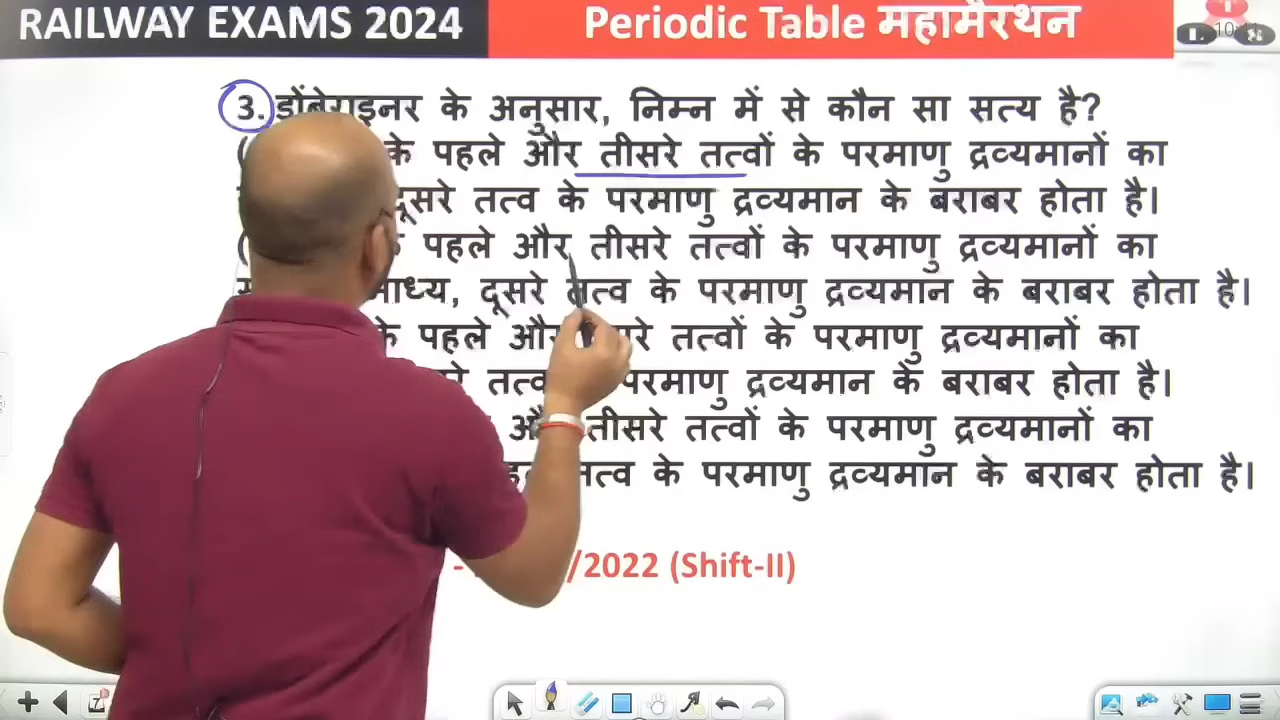 RAILWAY EXAMS 2024 Periodic Table महामैरथन
3. डोंबेराइनर के अनुसार, निम्न में से कौन सा सत्य है?
के पहले और तीसरे तत्वों के परमाणु द्रव्यमानों का
दूसरे तत्व के परमाणु द्रव्यमान के बराबर होता है।
पहले और तीसरे तत्वों के परमाणु द्रव्यमानों का
दूसरे तत्व के परमाणु द्रव्यमान के बराबर होता है।
के पहले और तत्वों के परमाणु द्रव्यमानों का
तत्व परमाणु द्रव्यमान के बराबर होता है।
तीसरे तत्वों के परमाणु द्रव्यमानों का
तत्व के परमाणु द्रव्यमान के बराबर होता है।
/2022 (Shift-II)